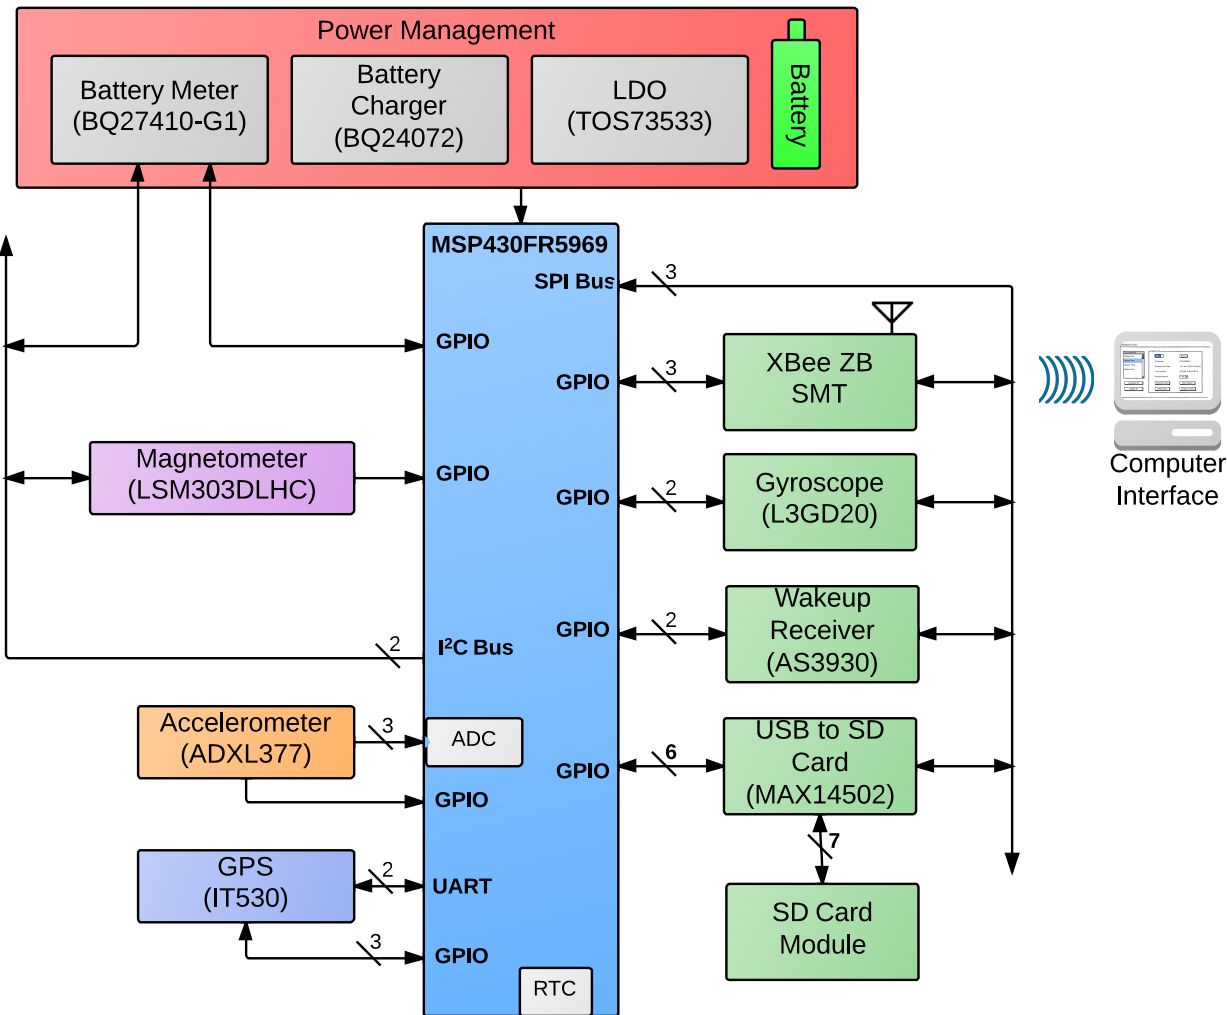 Power Management
Battery Meter
(BQ27410-G1)
Battery
Charger
(BQ24072)
LDO
(TOS73533)
Battery
MSP430FR5969
SPI Bus
3
GPIO
GPIO
3
XBee ZB
SMT
Magnetometer
(LSM303DLHC)
GPIO
GPIO
2
Gyroscope
(L3GD20)
Computer
Interface
2
I²C Bus
GPIO
2
Wakeup
Receiver
(AS3930)
Accelerometer
(ADXL377)
3
ADC
GPIO
GPIO
6
USB to SD
Card
(MAX14502)
7
GPS
(IT530)
2
UART
3
GPIO
RTC
SD Card
Module